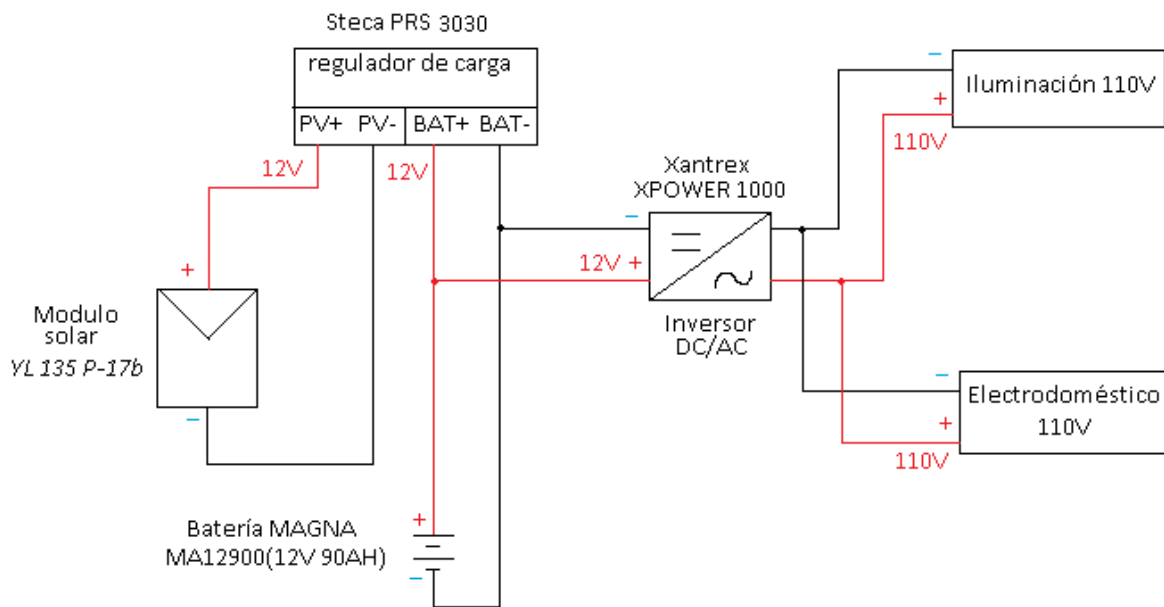 Steca PRS 3030
regulador de carga
PV+ PV- BAT+ BAT-
12V
12V
+
Modulo
solar
YL 135 P-17b
–
Batería MAGNA
MA12900(12V 90AH)
+
–
Xantrex
XPOWER 1000
–
12V +
Inversor
DC/AC
–
Iluminación 110V
+
110V
–
Electrodoméstico
110V
+
110V